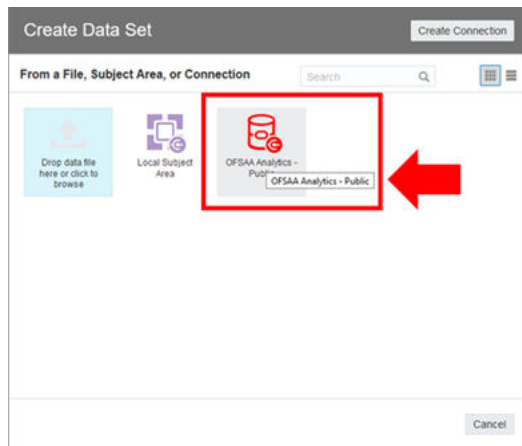 Create Data Set
Create Connection
From a File, Subject Area, or Connection
Search
Drop data file
here or click to
browse
Local Subject
Area
OFSAA Analytics -
Public
OFSAA Analytics - Public
Cancel